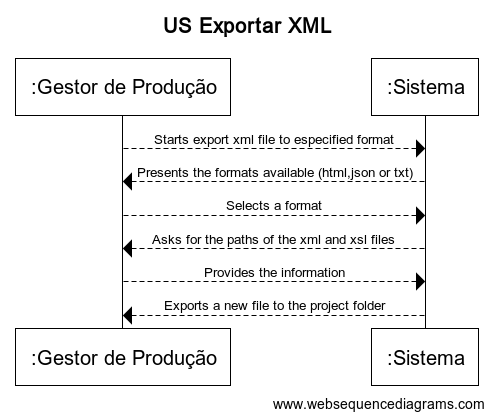 US Exportar XML
:Gestor de Produção
:Sistema
Starts export xml file to especified format
Presents the formats available (html,json or txt)
Selects a format
Asks for the paths of the xml and xsl files
Provides the information
Exports a new file to the project folder
:Gestor de Produção
:Sistema
www.websequencediagrams.com